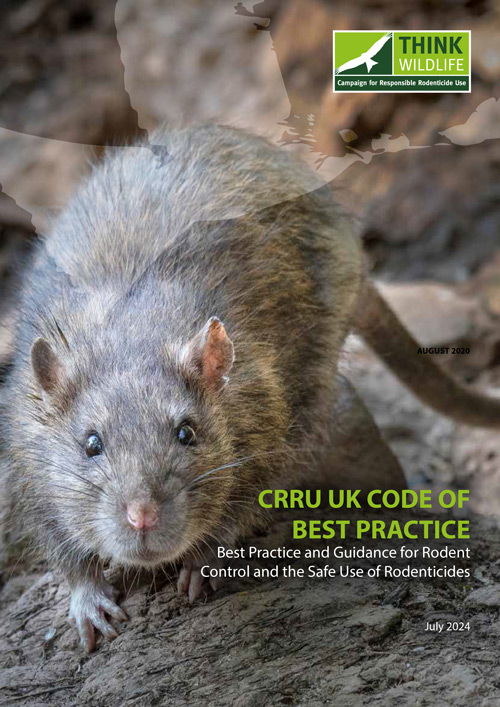 THINK
WILDLIFE
Campaign for Responsible Rodenticide Use
AUGUST 2020
CRRU UK CODE OF
BEST PRACTICE
Best Practice and Guidance for Rodent
Control and the Safe Use of Rodenticides
July 2024